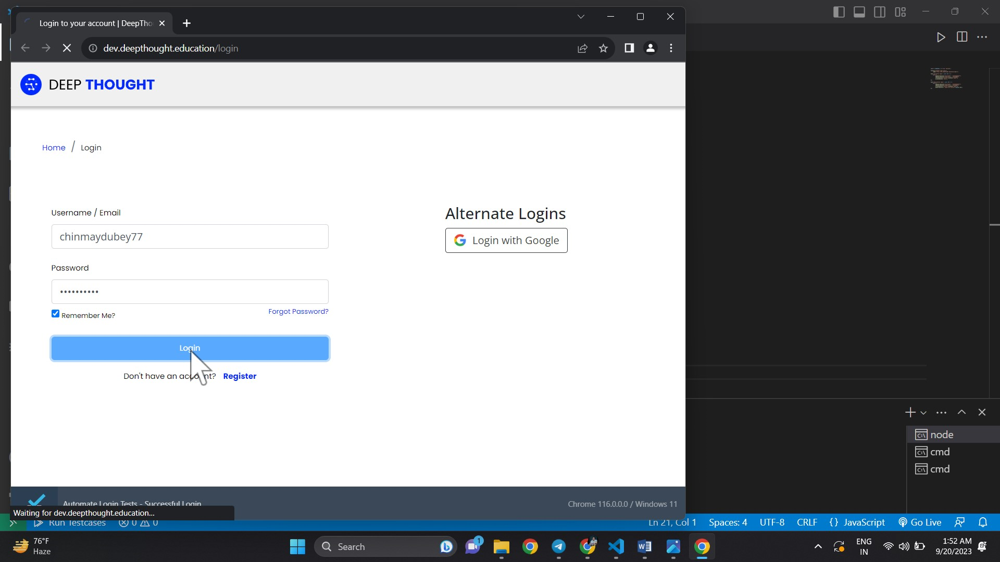 Login to your account | DeepTho
dev.deepthought.education/login
DEEP THOUGHT
Home / Login
Username / Email
chinmaydubey77
Password
••••••••••
Remember Me?
Forgot Password?
Login
Don't have an account? Register
Alternate Logins
Login with Google
Automate Login Tests - Successful Login
Chrome 116.0.0.0 / Windows 11
Waiting for dev.deepthought.education...
node
cmd
cmd
Run Testcases 0 0
Ln 21, Col 1 Spaces: 4 UTF-8 CRLF {} JavaScript Go Live
76°F
Haze
Search
1
ENG
IN
1:52 AM
9/20/2023